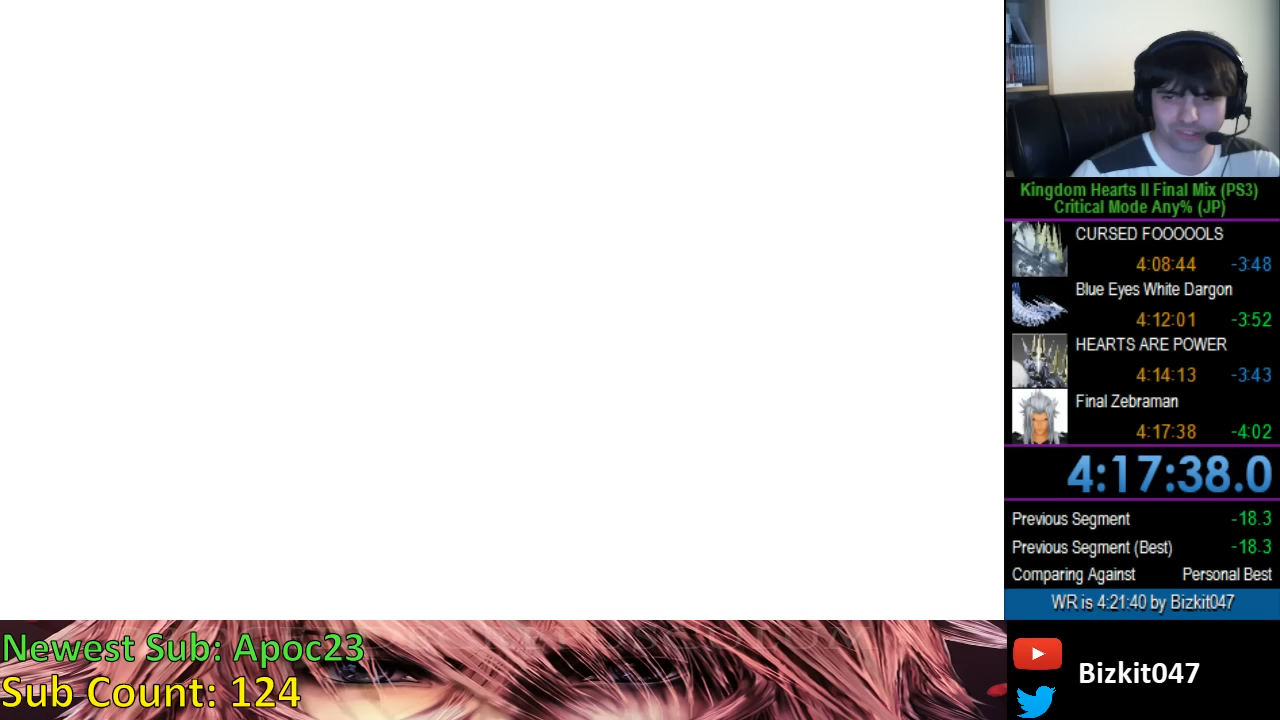 Kingdom Hearts II Final Mix (PS3)
Critical Mode Any% (JP)
CURSED FOOOOOLS
4:08:44 -3:48
Blue Eyes White Dargon
4:12:01 -3:52
HEARTS ARE POWER
4:14:13 -3:43
Final Zebraman
4:17:38 -4:02
4:17:38.0
Previous Segment -18.3
Previous Segment (Best) -18.3
Comparing Against Personal Best
WR is 4:21:40 by Bizkit047
Newest Sub: Apoc23
Sub Count: 124
Bizkit047